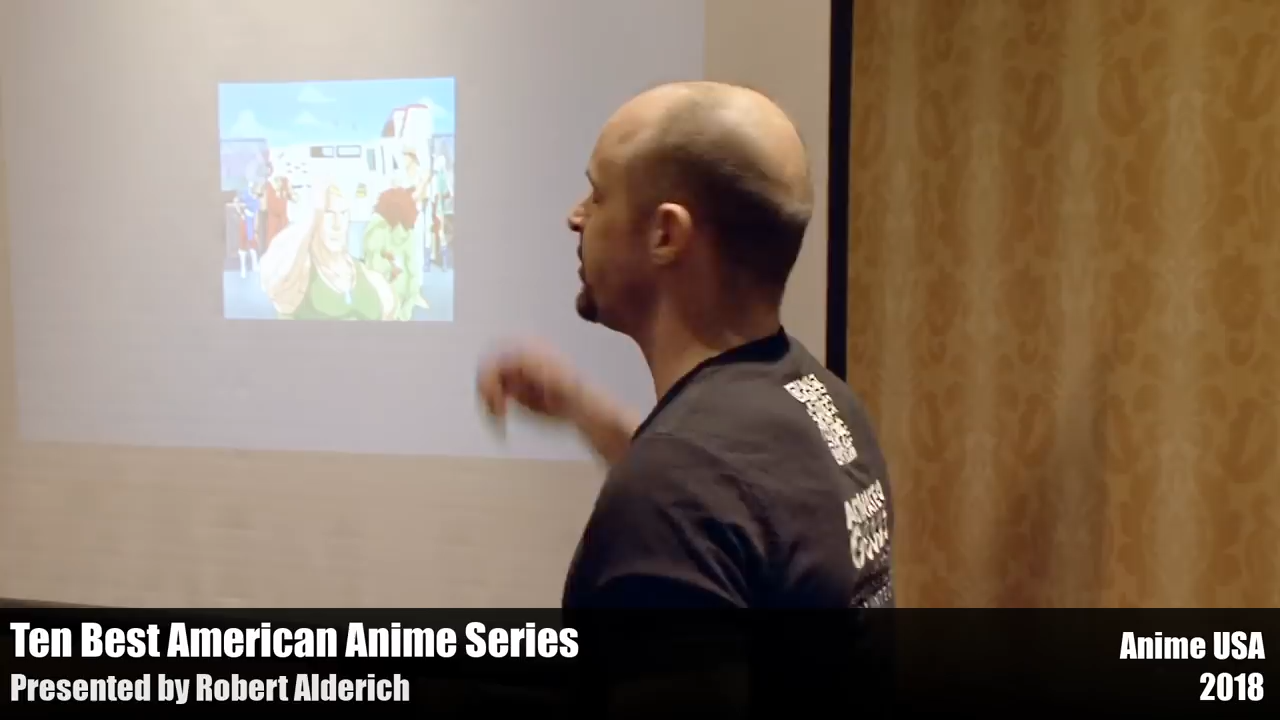 Ten Best American Anime Series
Presented by Robert Alderich
Anime USA
2018